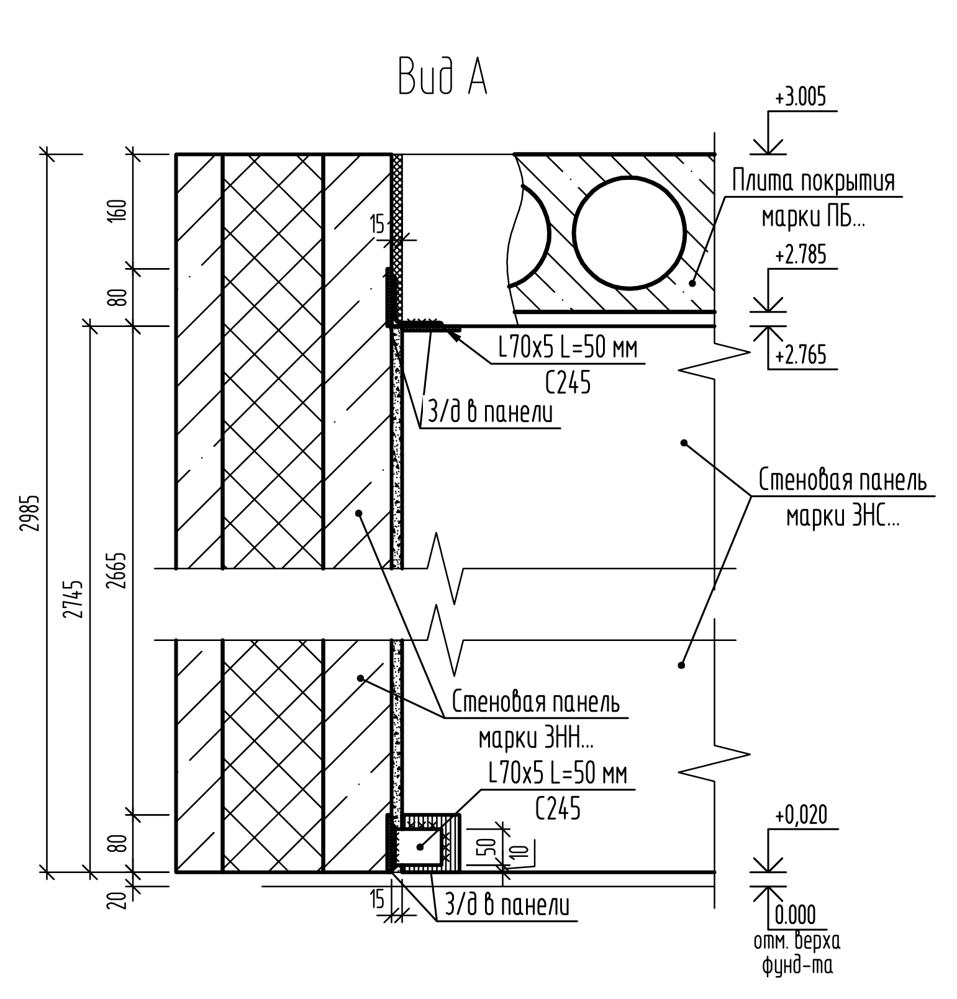 Вид А
+3.005
Плита покрытия
марки ПБ...
160
15
+2.785
80
L70x5 L=50 мм
С245
+2.765
З/д в панели
Стеновая панель
марки ЗНС...
2985
2665
2745
Стеновая панель
марки ЗНН...
L70x5 L=50 мм
С245
+0,020
80
50
10
20
15
З/д в панели
0.000
отм. верха
фунд-та